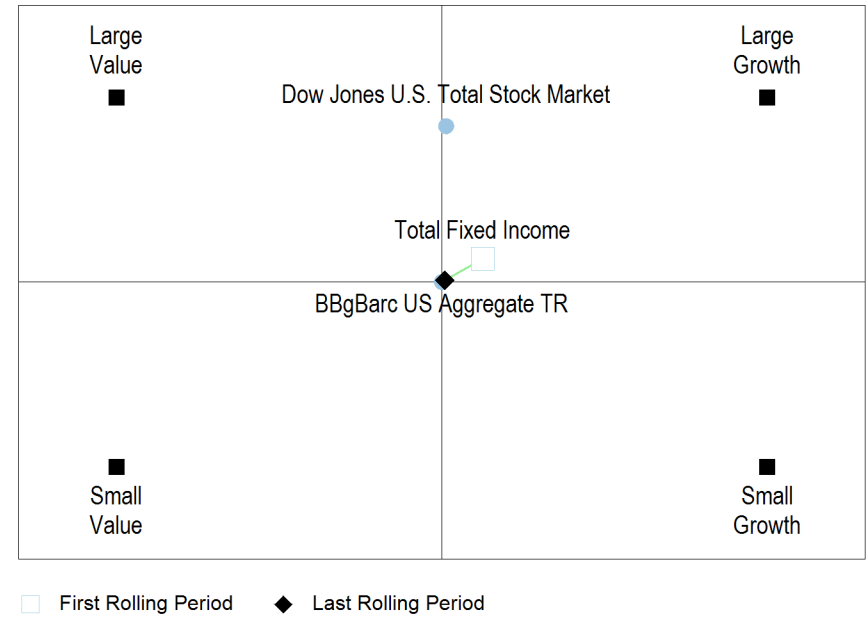 Large
Value
Large
Growth
Dow Jones U.S. Total Stock Market
Total Fixed Income
BBgBarc US Aggregate TR
Small
Value
Small
Growth
First Rolling Period
Last Rolling Period